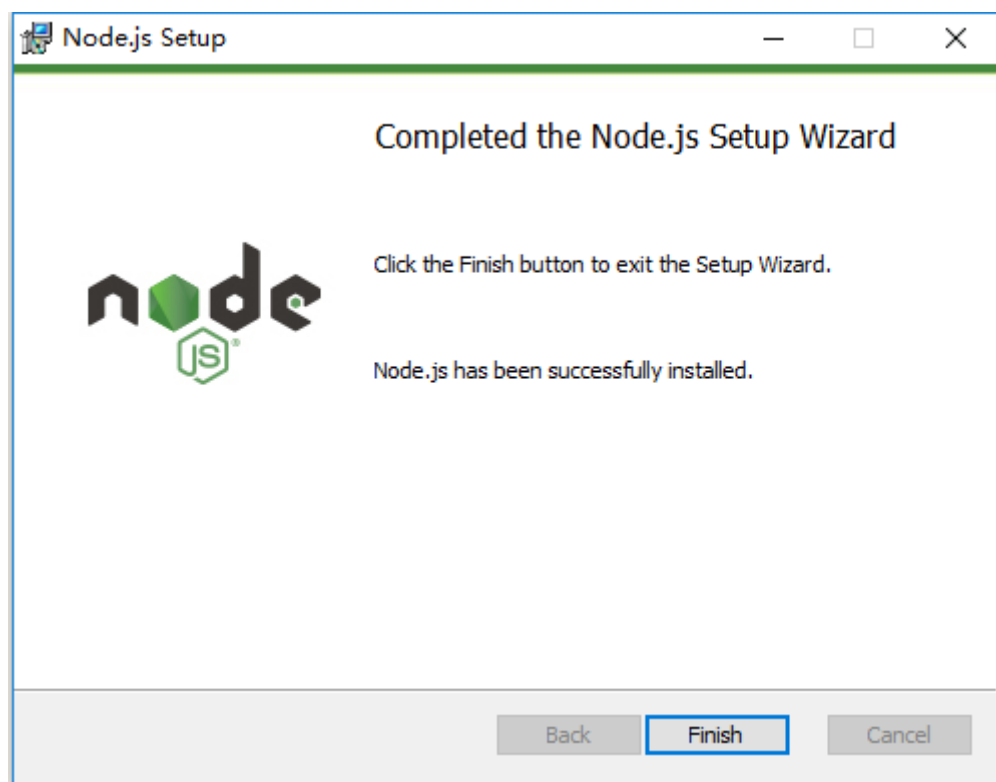 Node.js Setup
Completed the Node.js Setup Wizard
Click the Finish button to exit the Setup Wizard.
node
JS®
Node.js has been successfully installed.
Back
Finish
Cancel